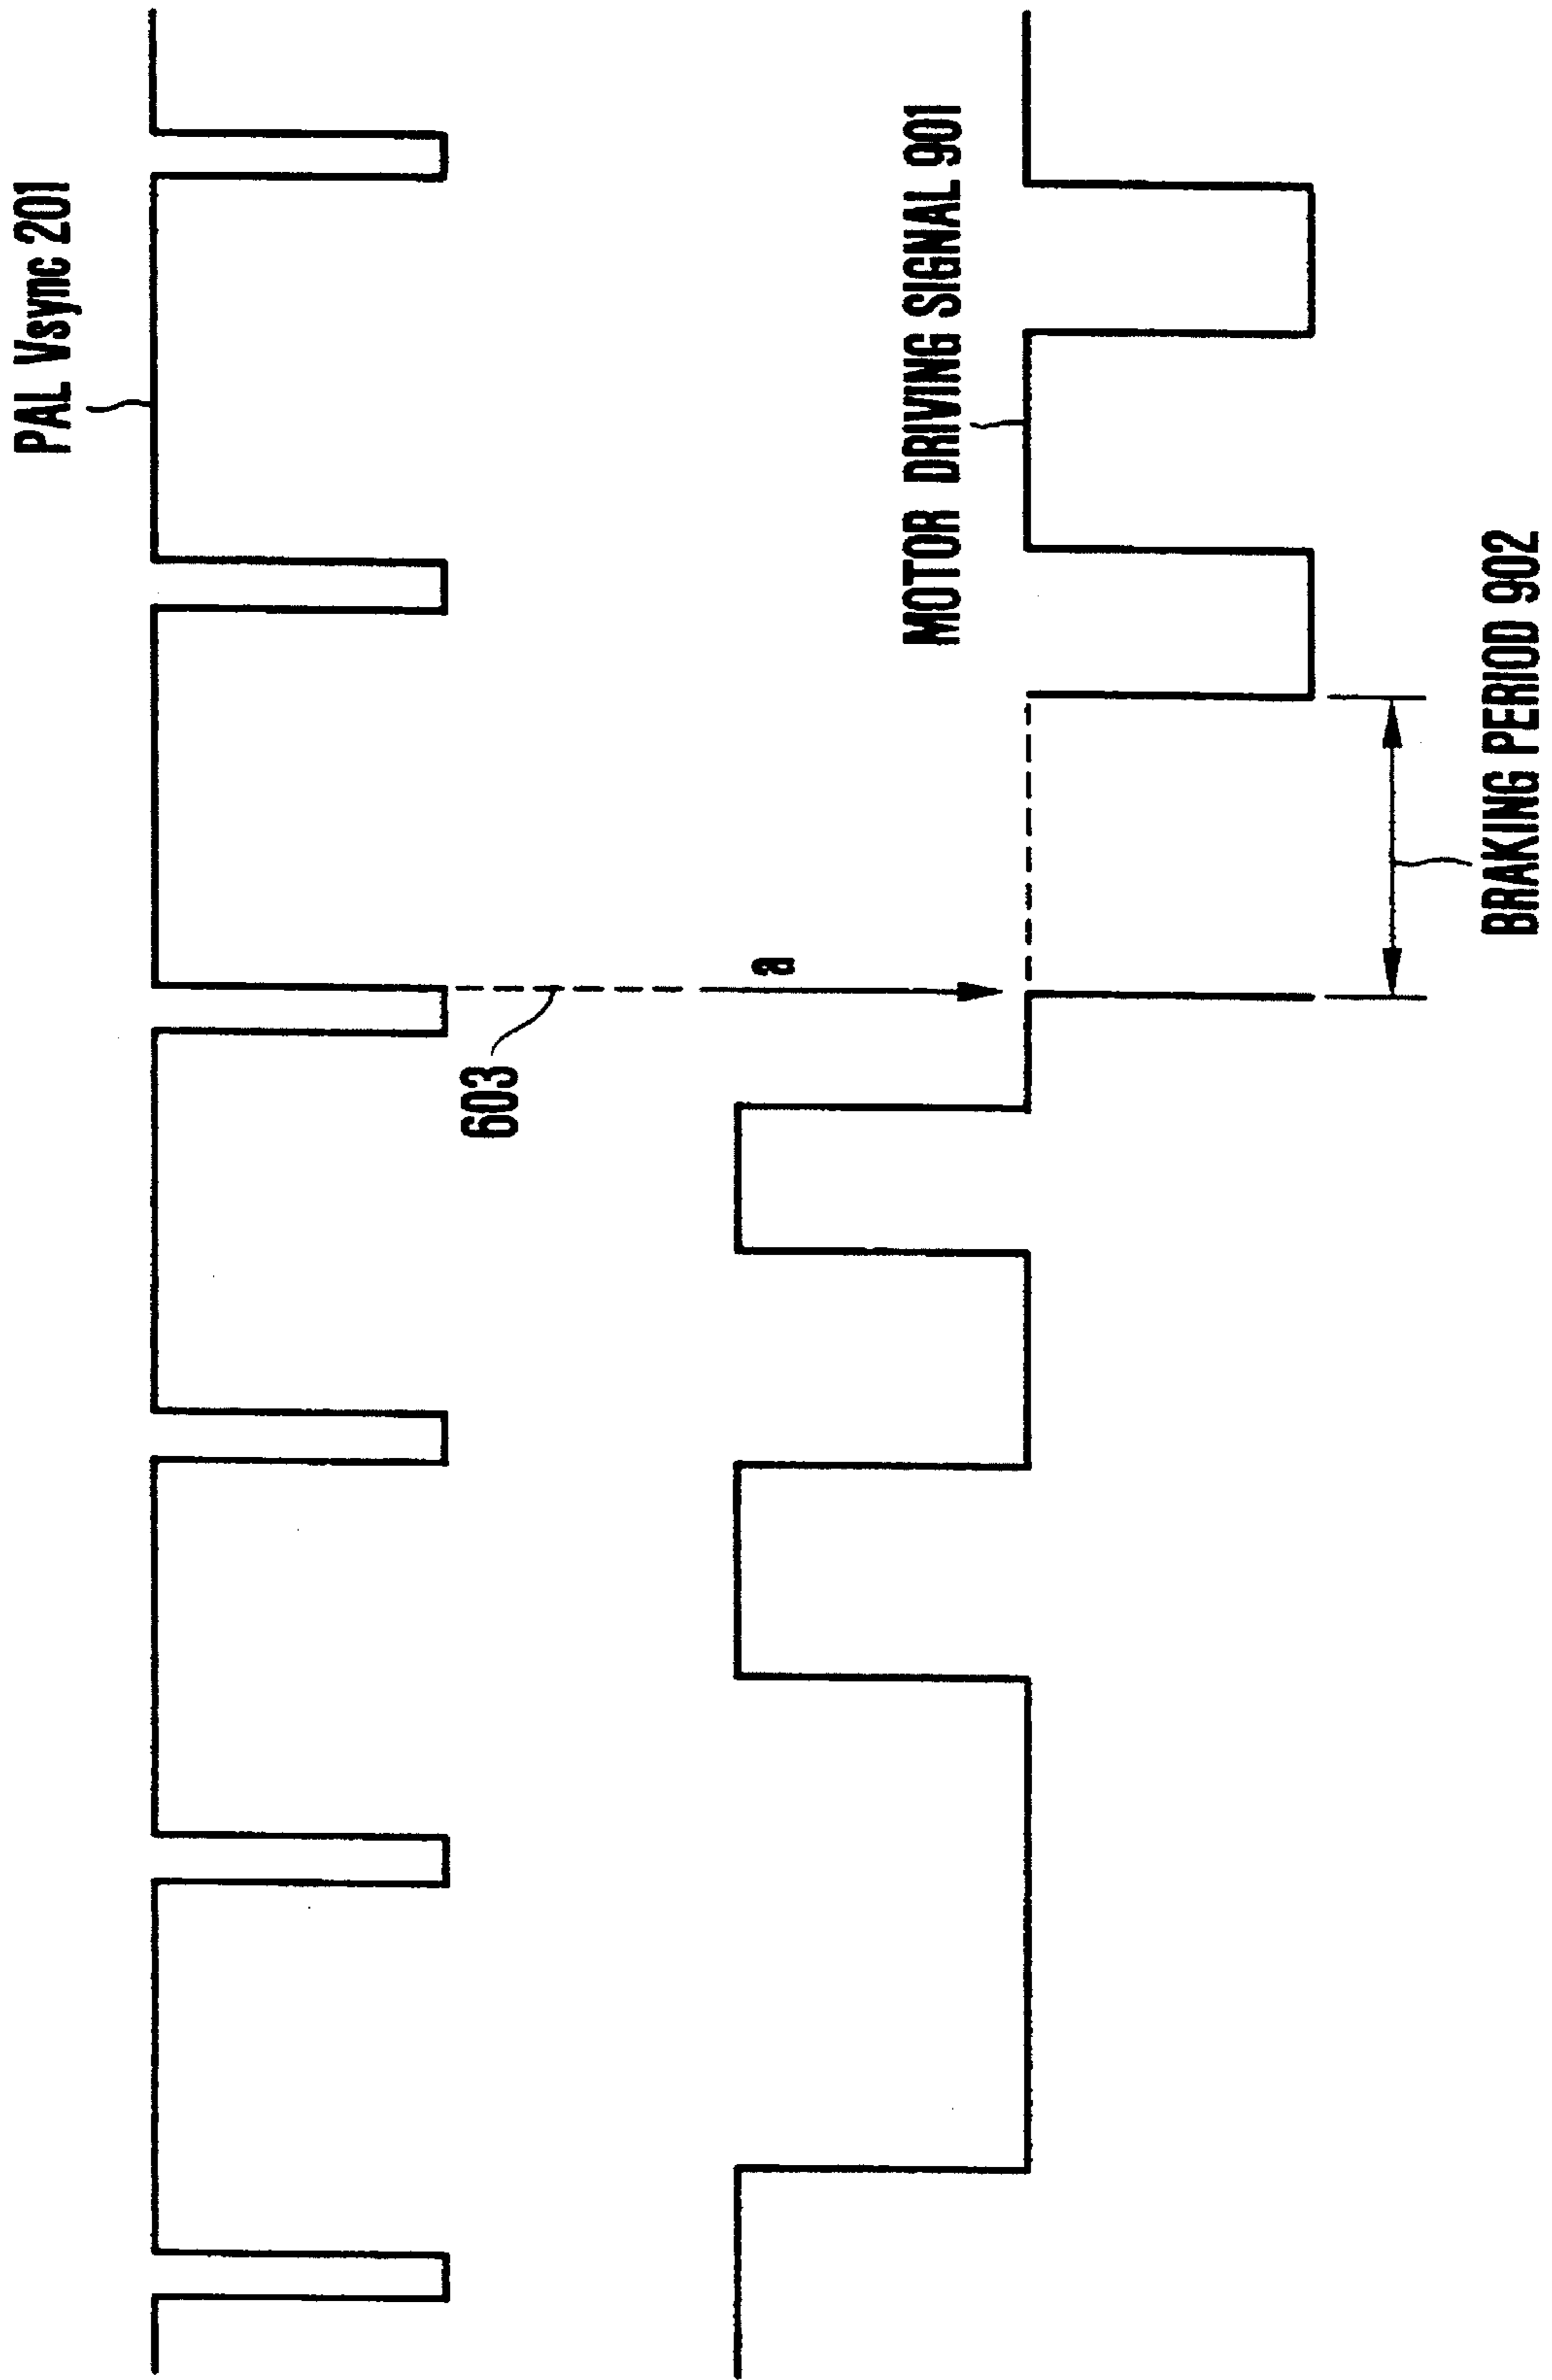 PAL Vsync 201
603
a
MOTOR DRIVING SIGNAL 901
BRAKING PERIOD 902